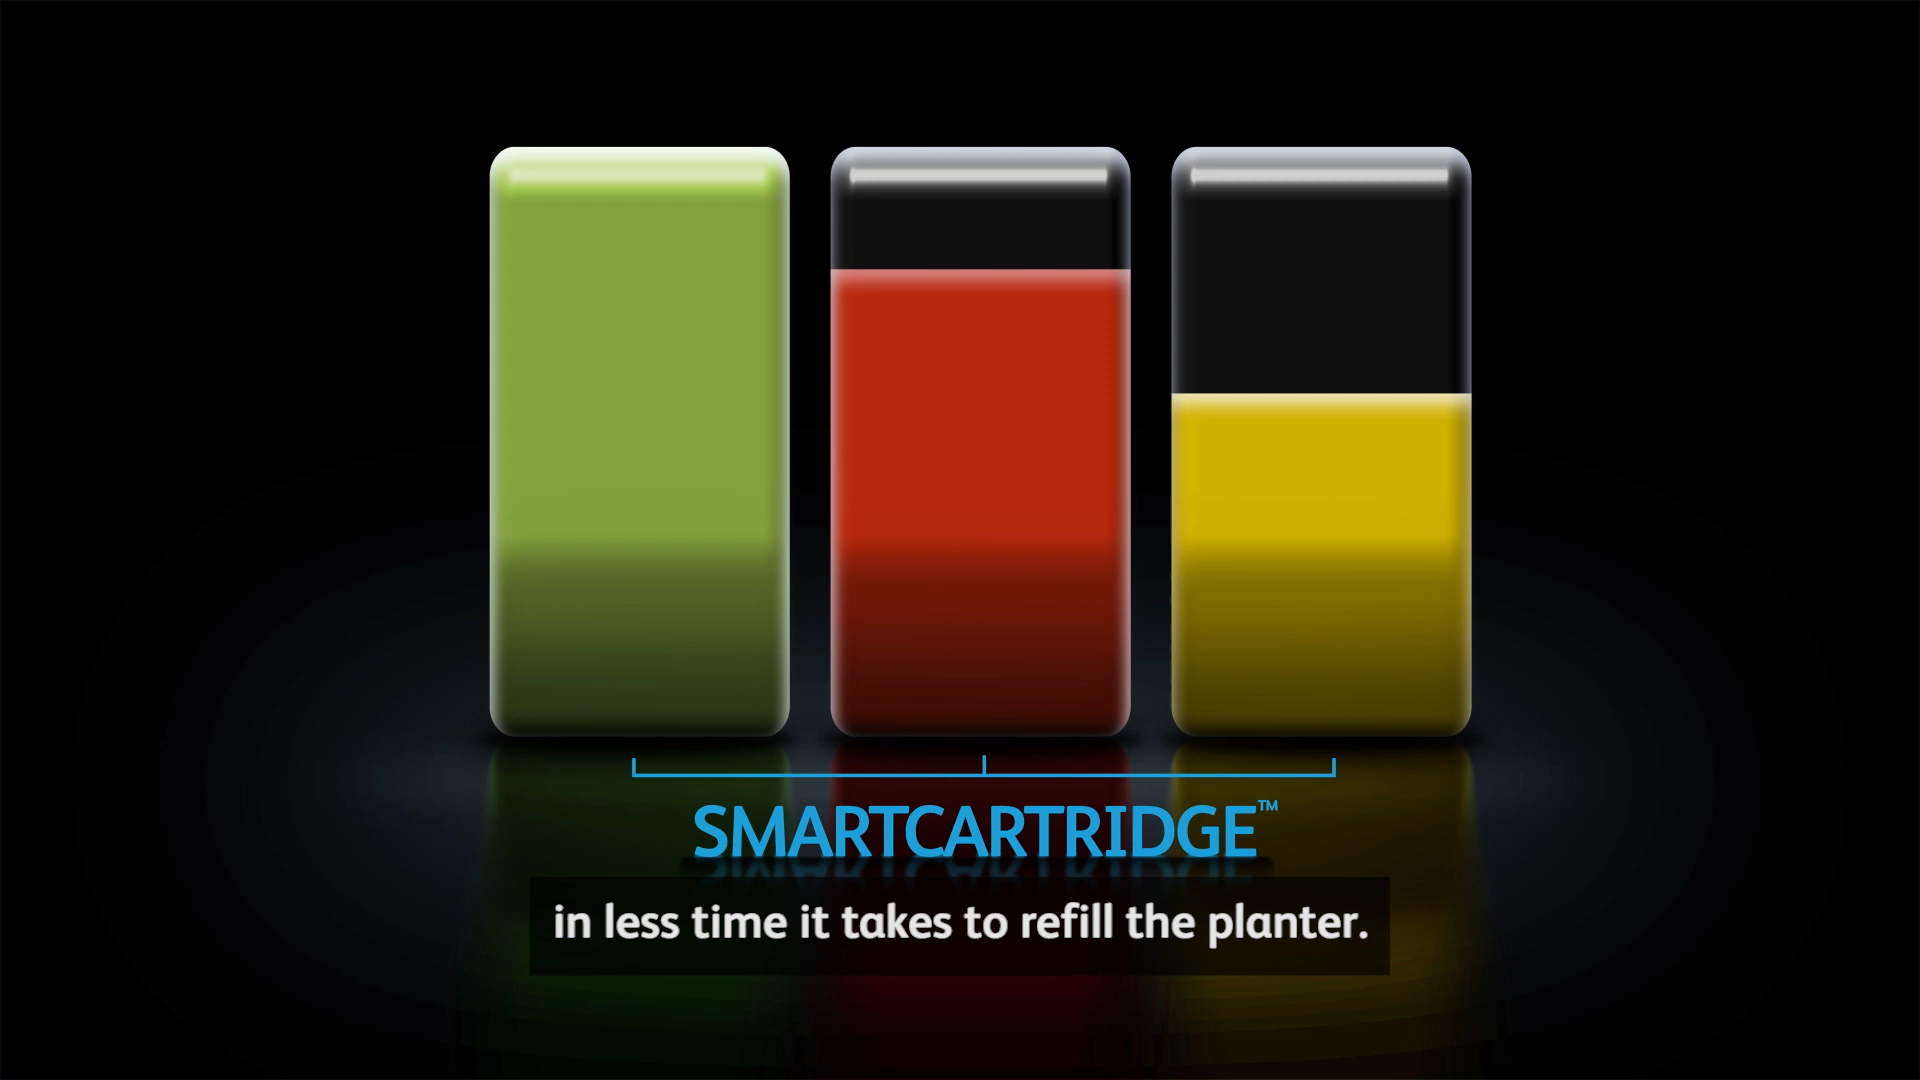 SMARTCARTRIDGE™
in less time it takes to refill the planter.